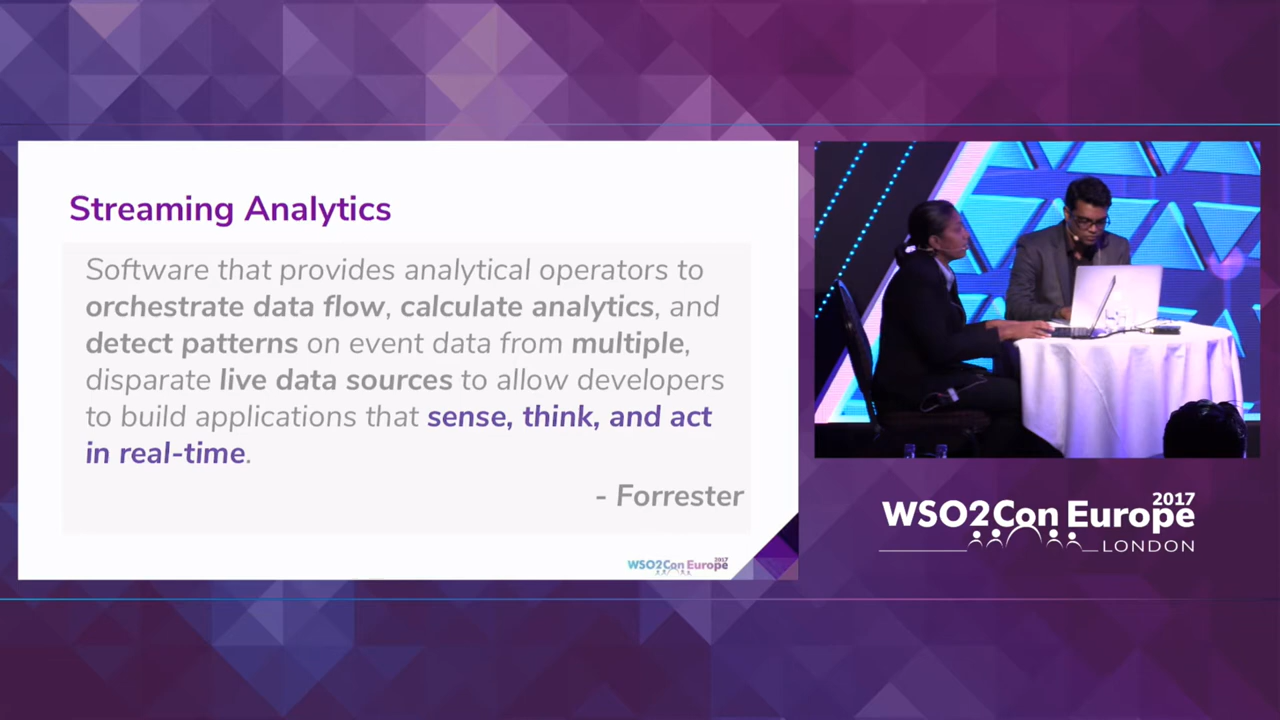 Streaming Analytics
Software that provides analytical operators to
orchestrate data flow, calculate analytics, and
detect patterns on event data from multiple,
disparate live data sources to allow developers
to build applications that sense, think, and act
in real-time.
- Forrester
WSO2Con Europe 2017
WSO2Con Europe 2017
LONDON